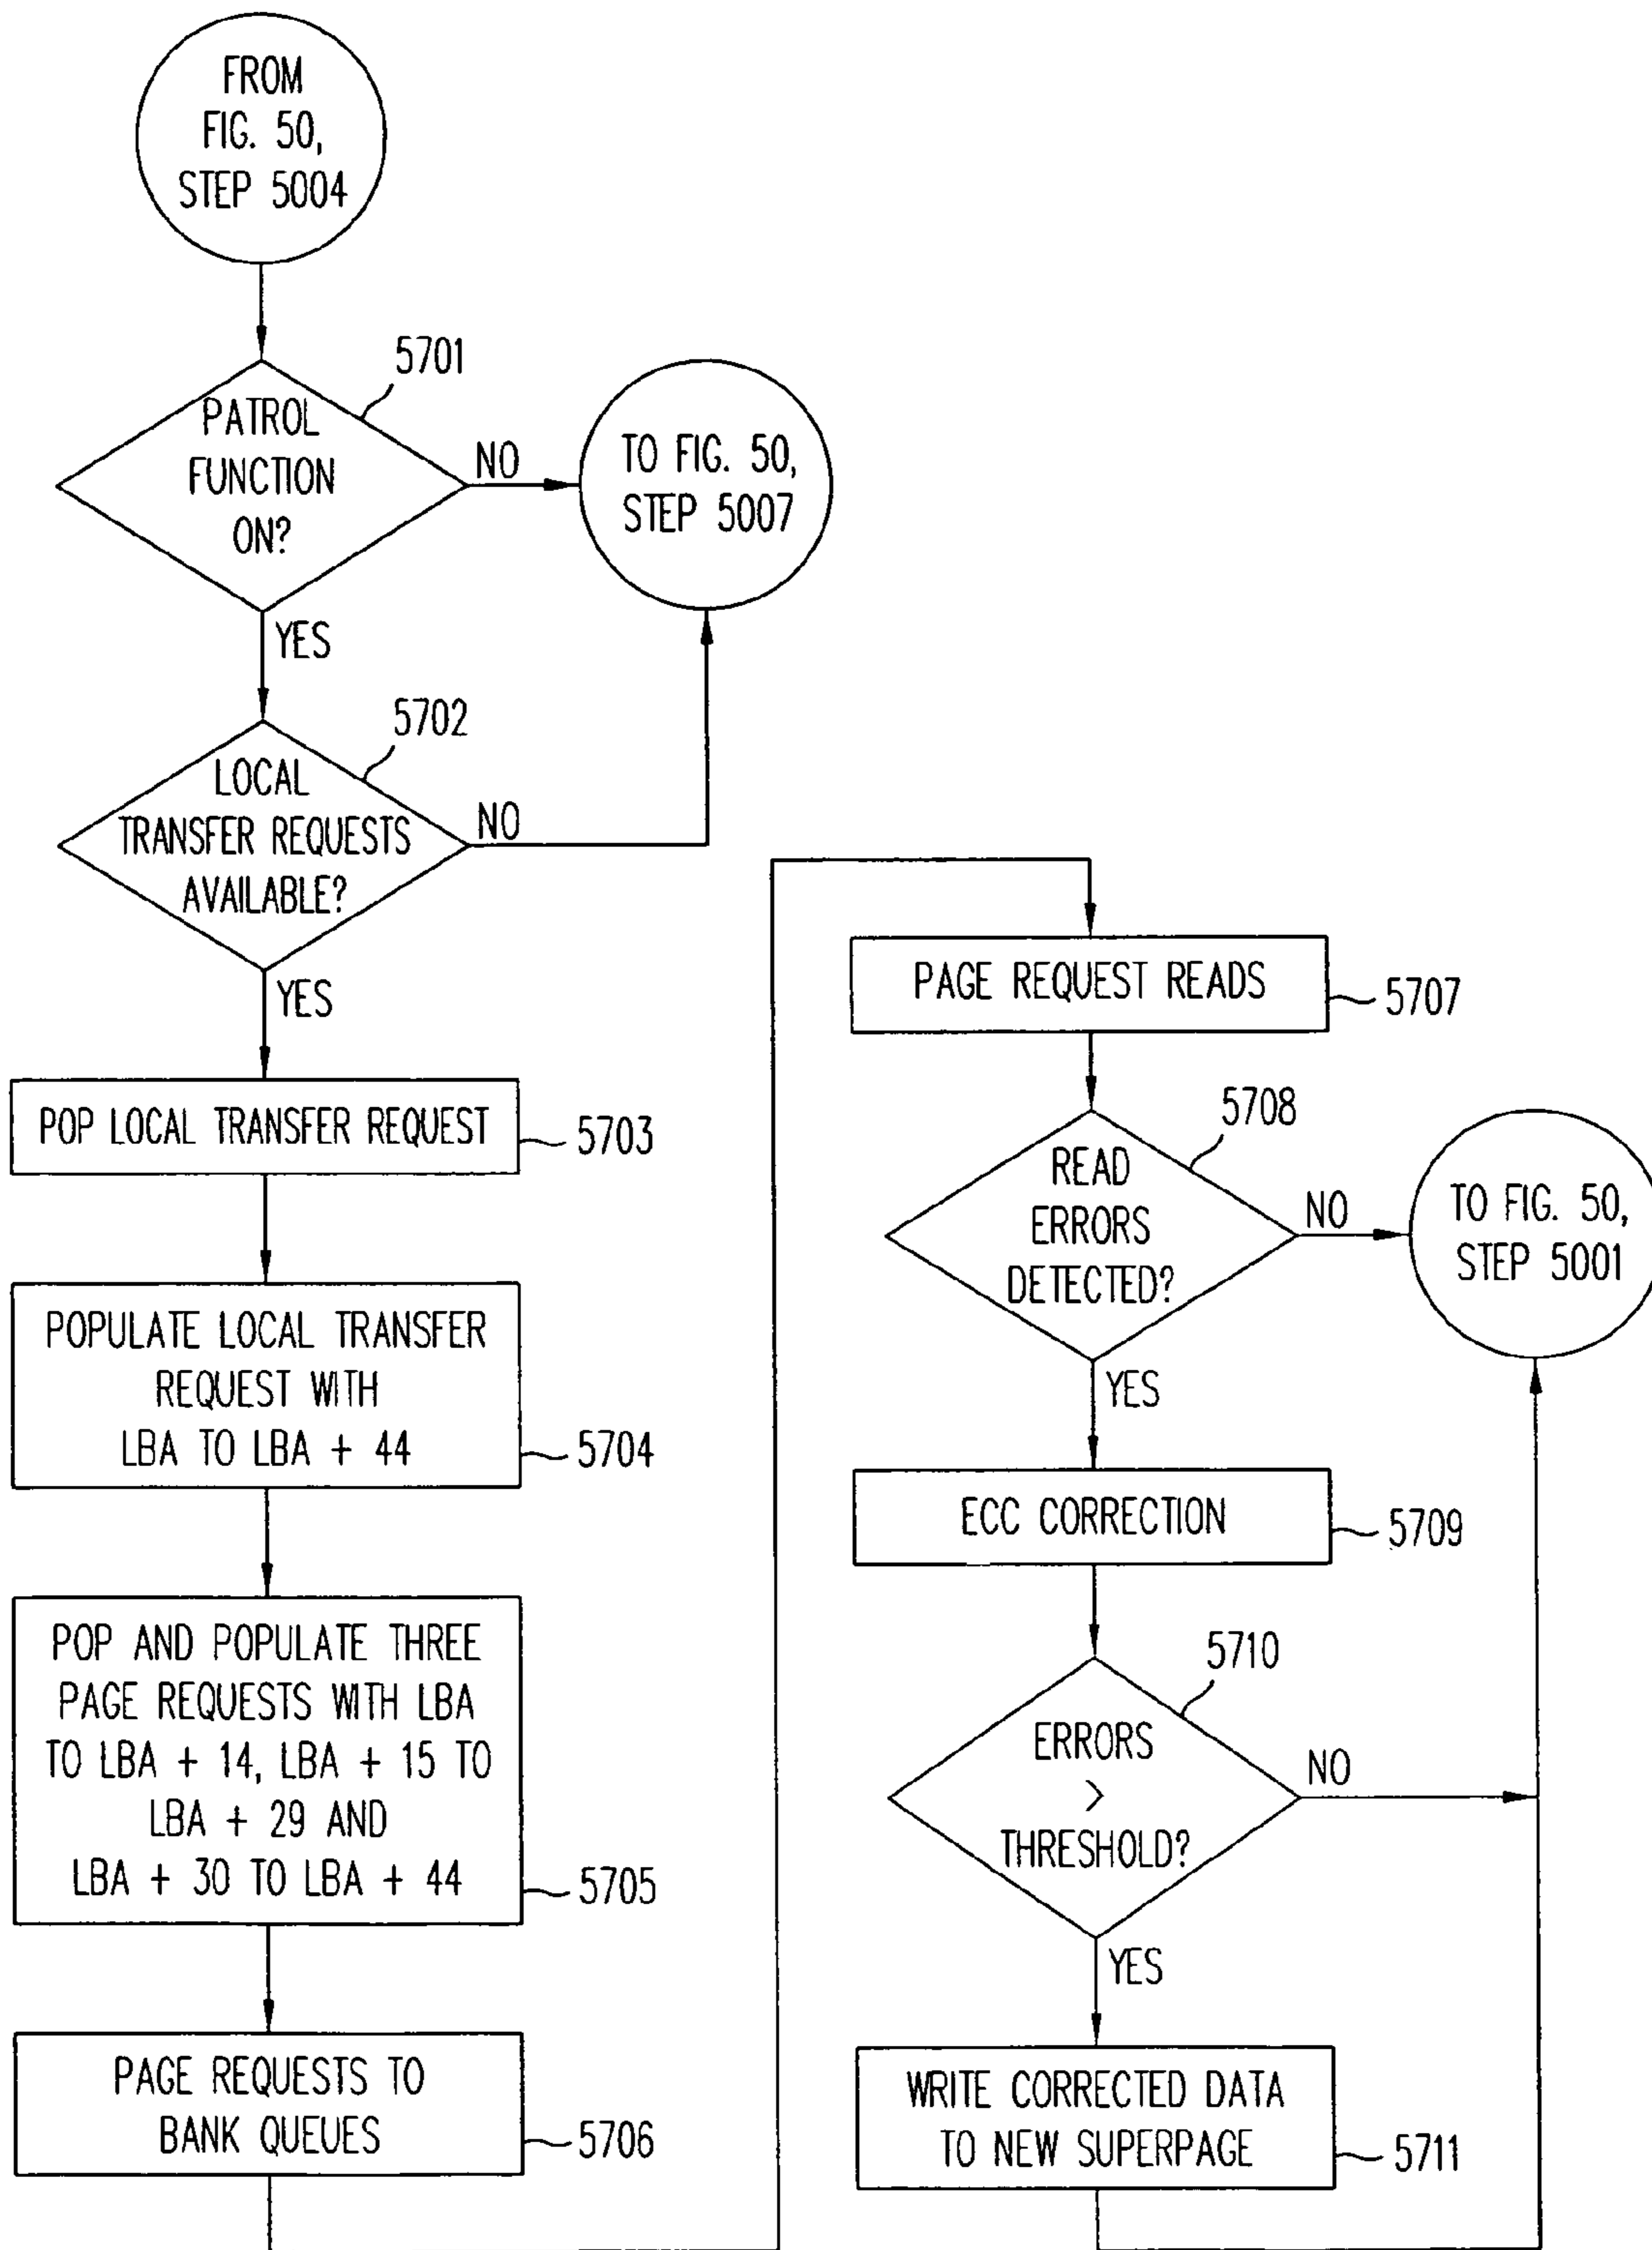 FROM
FIG. 50,
STEP 5004
5701
PATROL
FUNCTION
ON?
NO
TO FIG. 50,
STEP 5007
YES
5702
LOCAL
TRANSFER REQUESTS
AVAILABLE?
NO
YES
POP LOCAL TRANSFER REQUEST
5703
POPULATE LOCAL TRANSFER
REQUEST WITH
LBA TO LBA + 44
5704
POP AND POPULATE THREE
PAGE REQUESTS WITH LBA
TO LBA + 14, LBA + 15 TO
LBA + 29 AND
LBA + 30 TO LBA + 44
5705
PAGE REQUESTS TO
BANK QUEUES
5706
PAGE REQUEST READS
5707
5708
READ
ERRORS
DETECTED?
NO
TO FIG. 50,
STEP 5001
YES
ECC CORRECTION
5709
5710
ERRORS
>
THRESHOLD?
NO
YES
WRITE CORRECTED DATA
TO NEW SUPERPAGE
5711